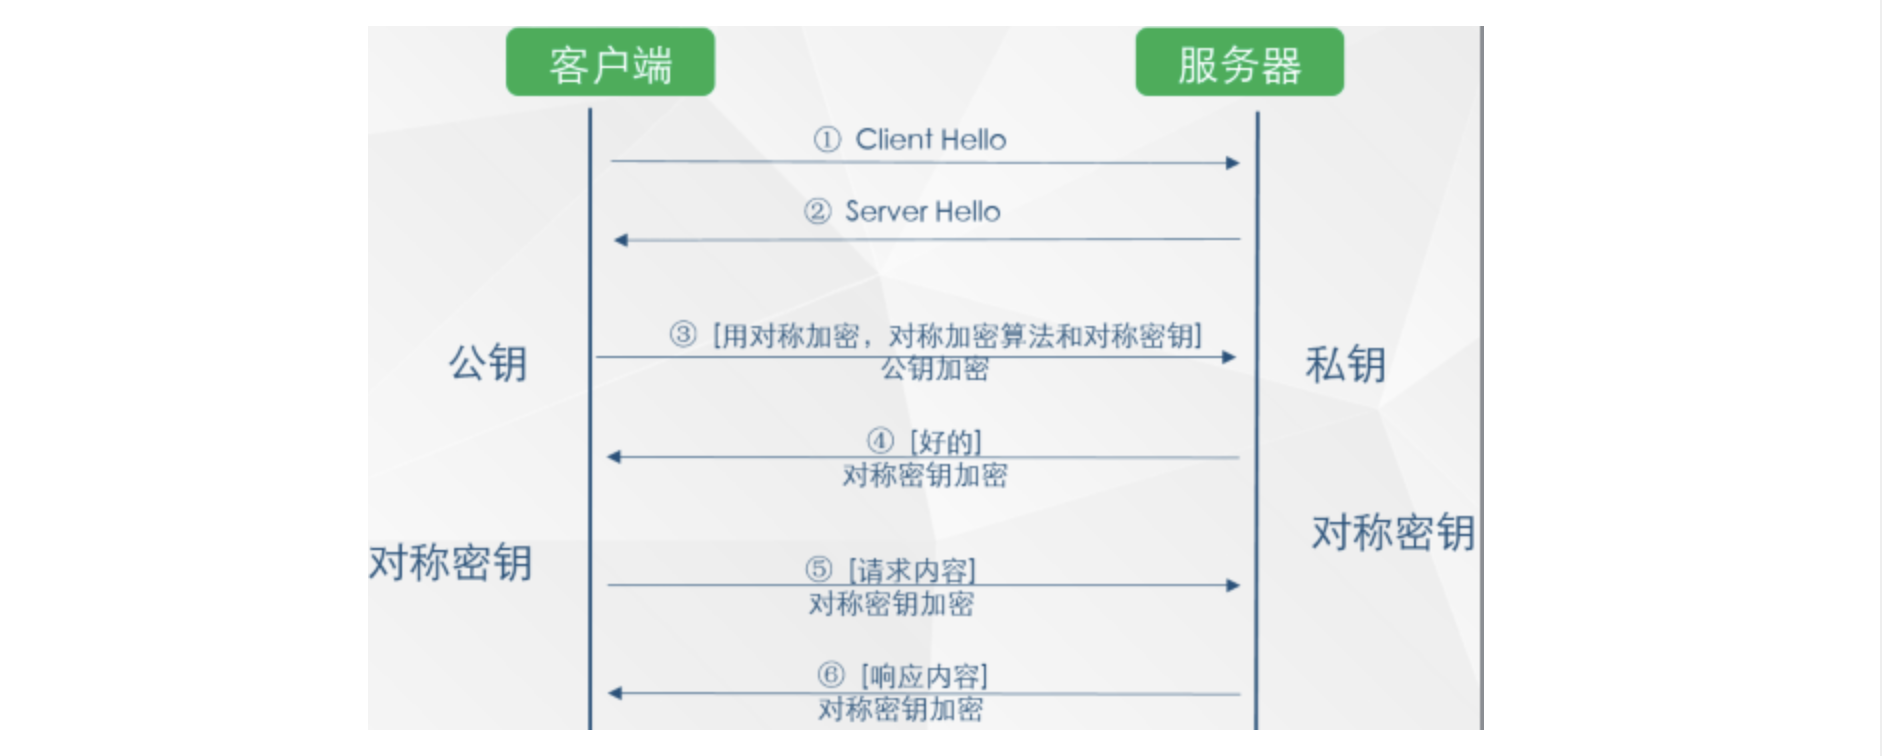 客户端
服务器
① Client Hello
② Server Hello
③ [用对称加密，对称加密算法和对称密钥]
公钥加密
公钥
私钥
④ [好的]
对称密钥加密
对称密钥
对称密钥
⑤ [请求内容]
对称密钥加密
⑥ [响应内容]
对称密钥加密